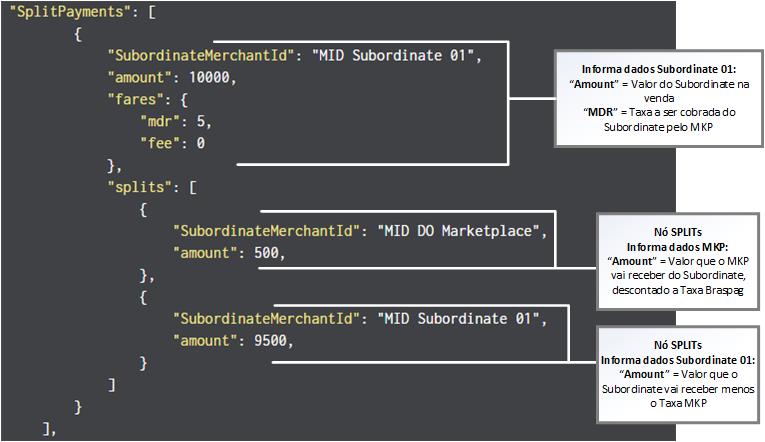 "SplitPayments": [
{
"SubordinateMerchantId": "MID Subordinate 01",
"amount": 10000,
"fares": {
"mdr": 5,
"fee": 0
},
"splits": [
{
"SubordinateMerchantId": "MID DO Marketplace",
"amount": 500,
},
{
"SubordinateMerchantId": "MID Subordinate 01",
"amount": 9500,
}
]
}
],
Informa dados Subordinate 01:
“Amount” = Valor do Subordinate na
venda
“MDR” = Taxa a ser cobrada do
Subordinate pelo MKP
Nó SPLITs
Informa dados MKP:
“Amount” = Valor que o MKP
vai receber do Subordinate,
descontado a Taxa Braspag
Nó SPLITs
Informa dados Subordinate 01:
“Amount” = Valor que o
Subordinate vai receber menos
o Taxa MKP